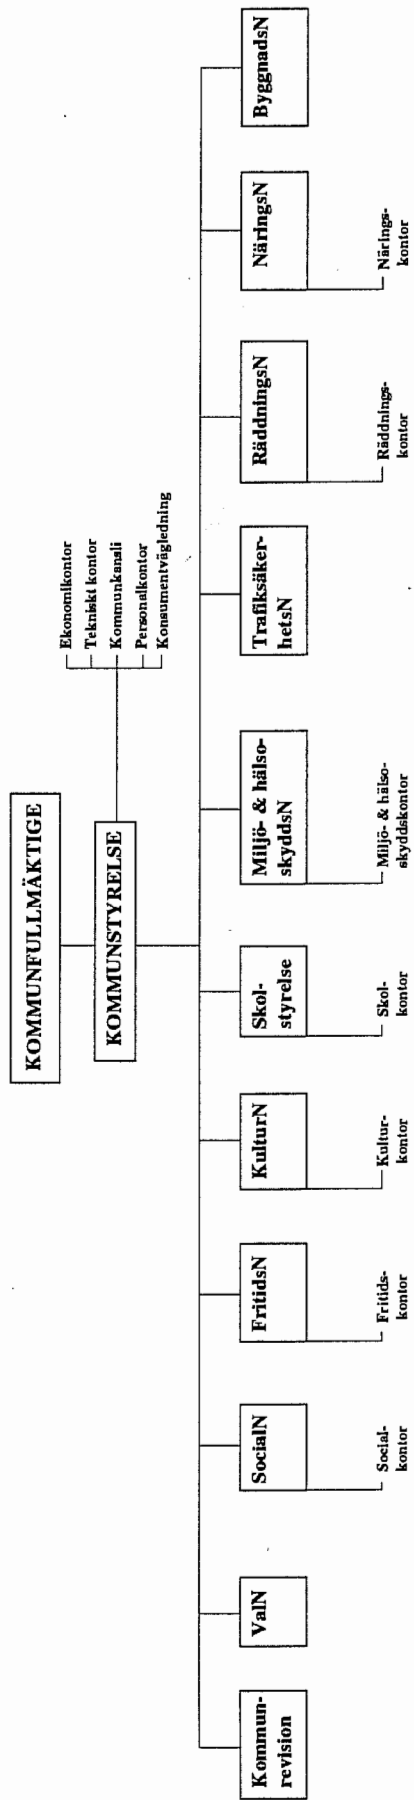 KOMMUNFULLMÄKTIGE
KOMMUNSTYRELSE
Ekonomikontor
Tekniskt kontor
Kommunkansli
Personalkontor
Konsumentvägledning
Kommun-
revision
ValN
SocialN
FritidsN
KulturN
Skol-
styrelse
Miljö- & hälso-
skyddsN
Trafiksäker-
hetsN
RäddningsN
NäringsN
ByggnadsN
Social-
kontor
Fritids-
kontor
Kultur-
kontor
Skol-
kontor
Miljö- & hälso-
skyddskontor
Räddnings-
kontor
Närings-
kontor